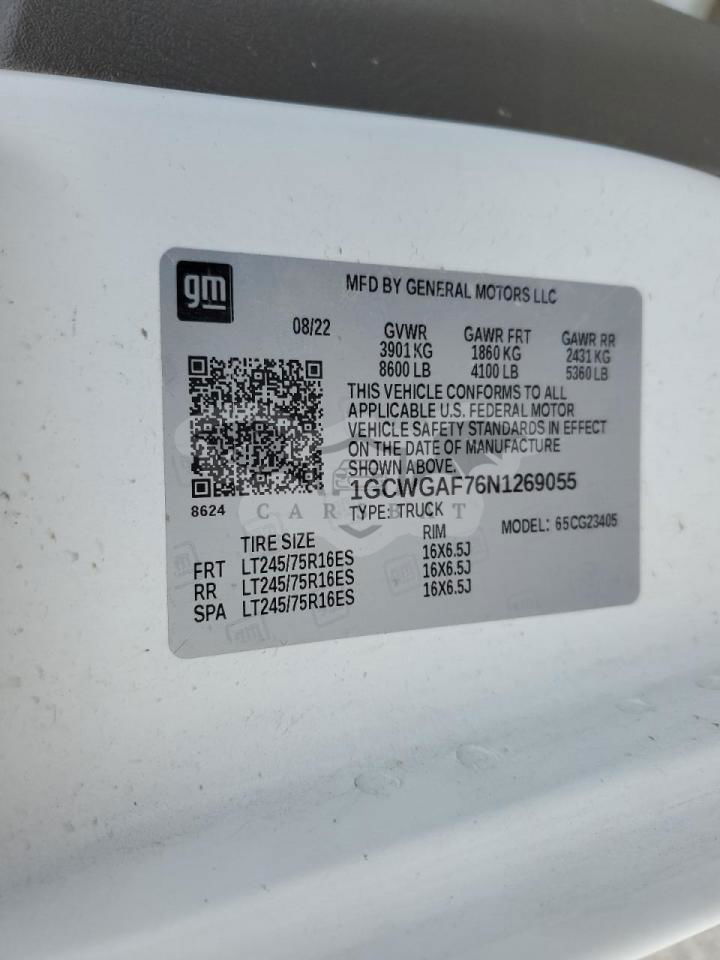 gm
MFD BY GENERAL MOTORS LLC
08/22 GVWR GAWR FRT GAWR RR
3901 KG 1860 KG 2431 KG
8600 LB 4100 LB 5360 LB
THIS VEHICLE CONFORMS TO ALL
APPLICABLE U.S. FEDERAL MOTOR
VEHICLE SAFETY STANDARDS IN EFFECT
ON THE DATE OF MANUFACTURE
SHOWN ABOVE.
8624
1GCWGAF76N1269055
TYPE: TRUCK MODEL: 65CG23405
TIRE SIZE RIM
FRT LT245/75R16ES 16X6.5J
RR LT245/75R16ES 16X6.5J
SPA LT245/75R16ES 16X6.5J